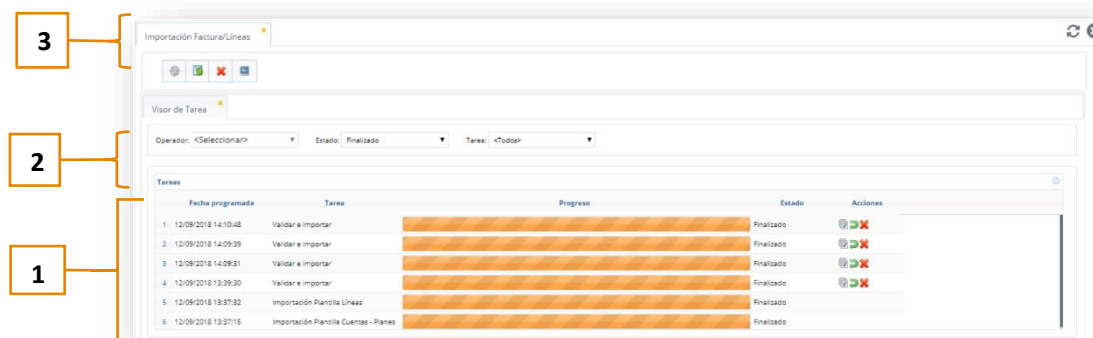 3
Importación Factura/Líneas
Visor de Tarea
2
Operador: <Seleccionar> Estado: Finalizado Tarea: <Todos>
Tareas
Fecha programada Tarea Progreso Estado Acciones
1 12/09/2018 14:10:48 Validar e importar Finalizado
2 12/09/2018 14:09:39 Validar e importar Finalizado
1
3 12/09/2018 14:09:31 Validar e importar Finalizado
4 12/09/2018 13:39:30 Validar e importar Finalizado
5 12/09/2018 13:37:32 Importación Plantilla Líneas Finalizado
6 12/09/2018 13:37:15 Importación Plantilla Cuentas - Planes Finalizado